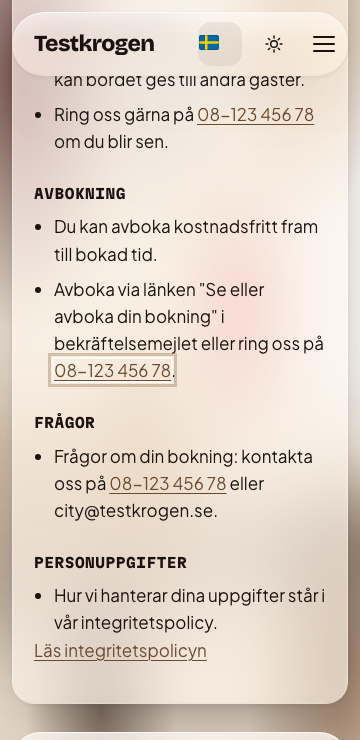 Testkrogen
kan bordet ges till andra gäster.
Ring oss gärna på 08-123 456 78
om du blir sen.
AVBOKNING
Du kan avboka kostnadsfritt fram
till bokad tid.
Avboka via länken "Se eller
avboka din bokning" i
bekräftelsemejlet eller ring oss på
08-123 456 78.
FRÅGOR
Frågor om din bokning: kontakta
oss på 08-123 456 78 eller
city@testkrogen.se.
PERSONUPPGIFTER
Hur vi hanterar dina uppgifter står i
vår integritetspolicy.
Läs integritetspolicyn